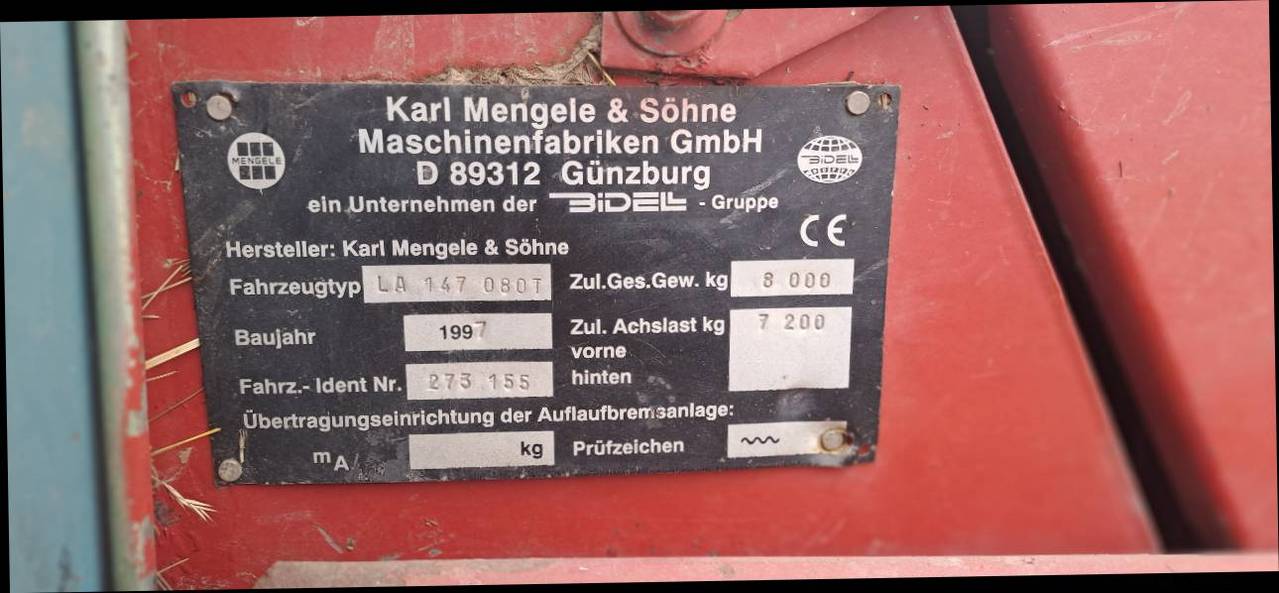 Karl Mengele & Söhne
Maschinenfabriken GmbH
D 89312 Günzburg
MENGELE
BIDELL
ein Unternehmen der BIDELL - Gruppe
CE
Hersteller: Karl Mengele & Söhne
Fahrzeugtyp LA 147 080T Zul.Ges.Gew. kg 8 000
Baujahr 1997 Zul. Achslast kg 7 200
vorne
Fahrz.- Ident Nr. 273 155 hinten
Übertragungseinrichtung der Auflaufbremsanlage:
mA/ kg Prüfzeichen